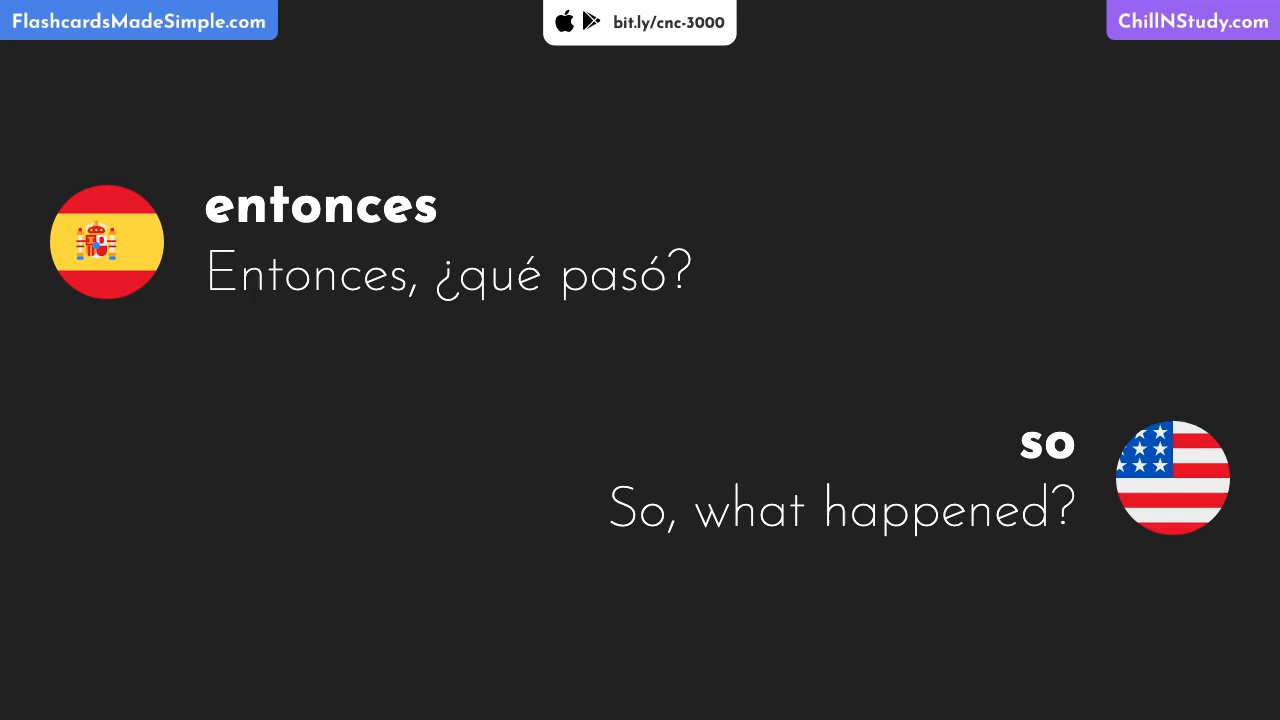 FlashcardsMadeSimple.com
bit.ly/cnc-3000
ChillNStudy.com
entonces
Entonces, ¿qué pasó?
so
So, what happened?